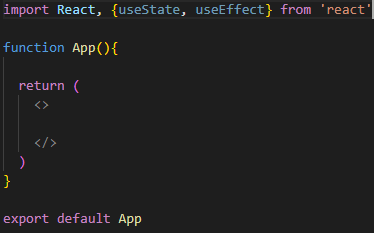 import React, {useState, useEffect} from 'react'
function App(){
return (
<>
</>
)
}
export default App